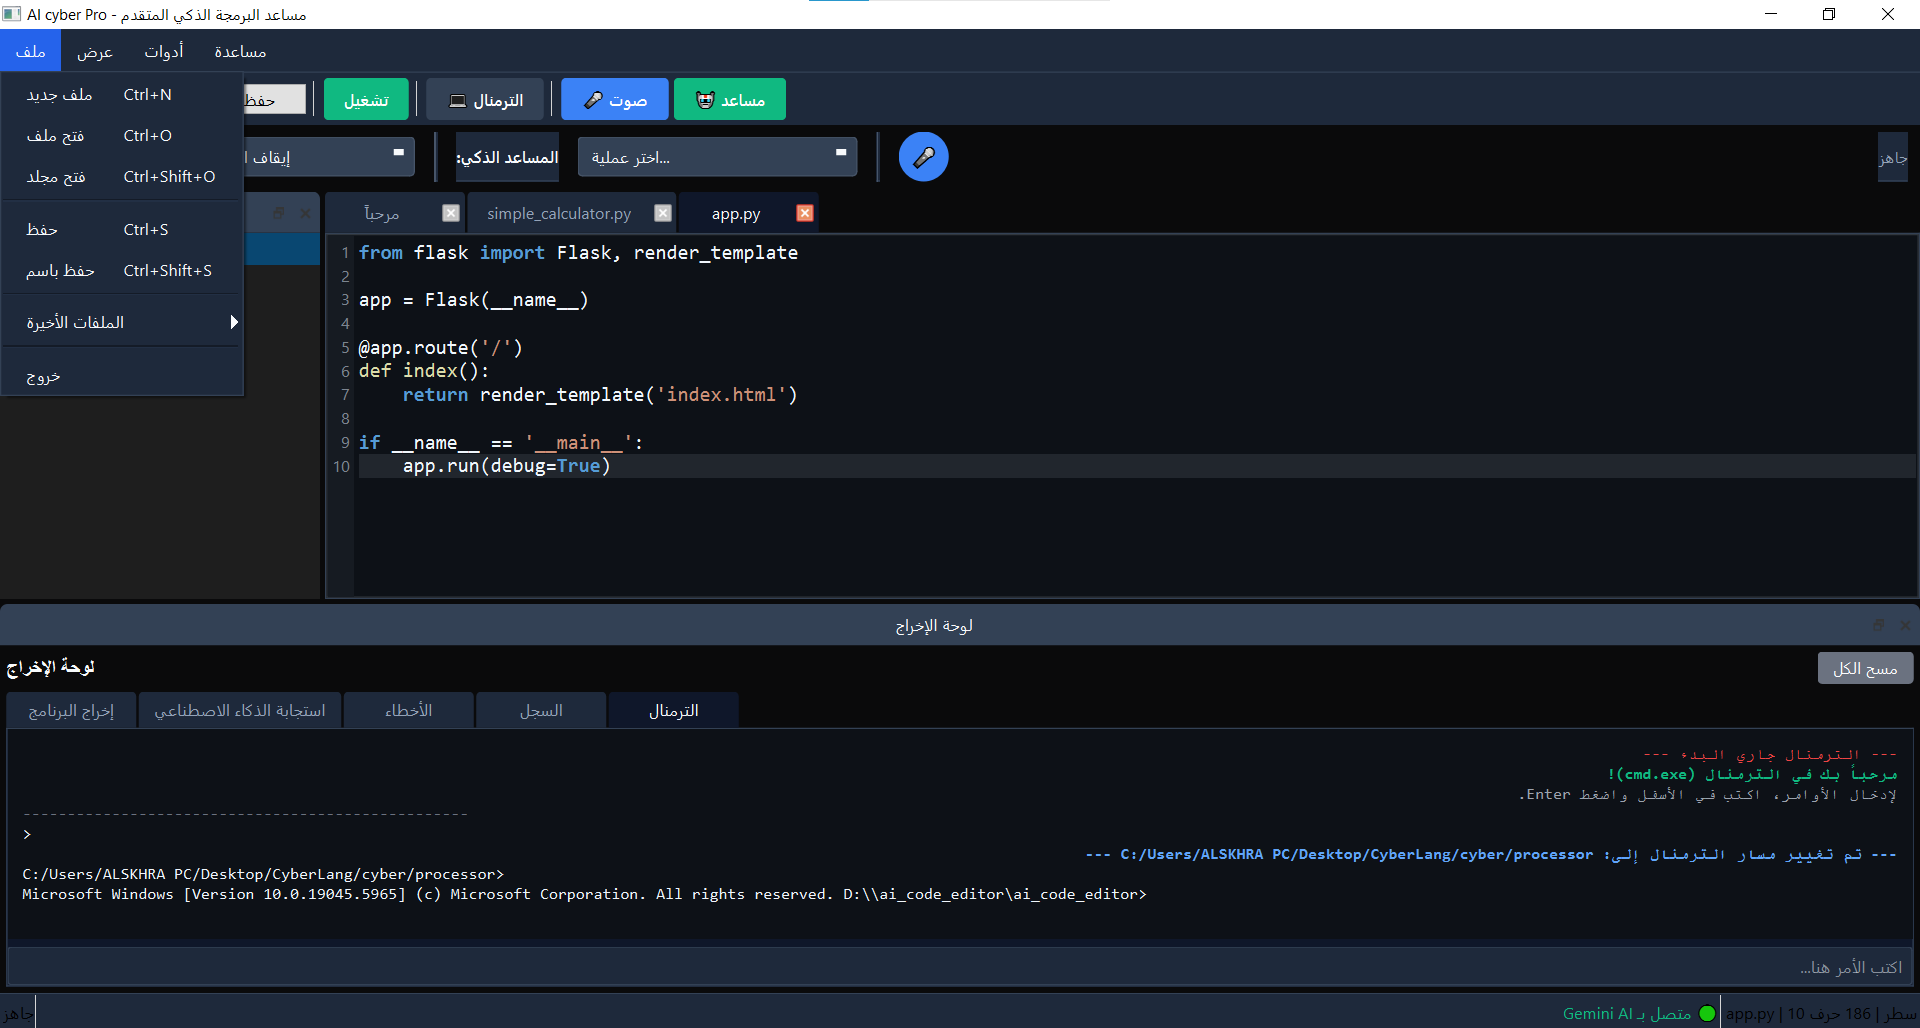 AI cyber Pro - مساعد البرمجة الذكي المتقدم
ملف عرض أدوات مساعدة
ملف جديد Ctrl+N
فتح ملف Ctrl+O
فتح مجلد Ctrl+Shift+O
حفظ Ctrl+S
حفظ باسم Ctrl+Shift+S
الملفات الأخيرة
خروج
حفظ تشغيل الترمنال صوت مساعد
إيقاف المساعد الذكي: اختر عملية... جاهز
مرحباً simple_calculator.py app.py
1 from flask import Flask, render_template
2
3 app = Flask(__name__)
4
5 @app.route('/')
6 def index():
7 return render_template('index.html')
8
9 if __name__ == '__main__':
10 app.run(debug=True)
لوحة الإخراج
لوحة الإخراج
مسح الكل
إخراج البرنامج استجابة الذكاء الاصطناعي الأخطاء السجل الترمنال
--- الترمنال جاري البدء ---
مرحباً بك في الترمنال (cmd.exe)!
لإدخال الأوامر، اكتب في الأسفل واضغط Enter.
--------------------------------------------------
>
--- تم تغيير مسار الترمنال إلى: C:/Users/ALSKHRA PC/Desktop/CyberLang/cyber/processor ---
C:/Users/ALSKHRA PC/Desktop/CyberLang/cyber/processor>
Microsoft Windows [Version 10.0.19045.5965] (c) Microsoft Corporation. All rights reserved. D:\\ai_code_editor\ai_code_editor>
اكتب الأمر هنا...
جاهز
متصل بـ Gemini AI
app.py | 10 سطر | 186 حرف